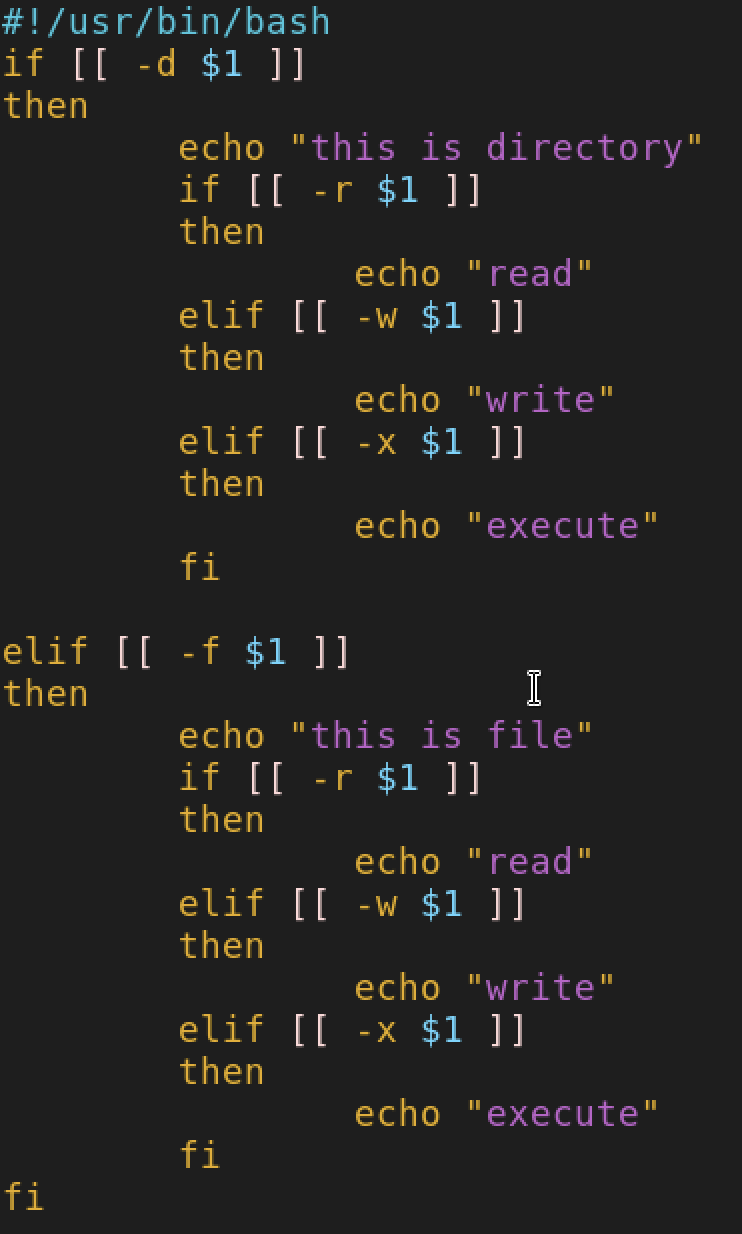 #!/usr/bin/bash
if [[ -d $1 ]]
then
        echo "this is directory"
        if [[ -r $1 ]]
        then
                echo "read"
        elif [[ -w $1 ]]
        then
                echo "write"
        elif [[ -x $1 ]]
        then
                echo "execute"
        fi

elif [[ -f $1 ]]
then
        echo "this is file"
        if [[ -r $1 ]]
        then
                echo "read"
        elif [[ -w $1 ]]
        then
                echo "write"
        elif [[ -x $1 ]]
        then
                echo "execute"
        fi
fi